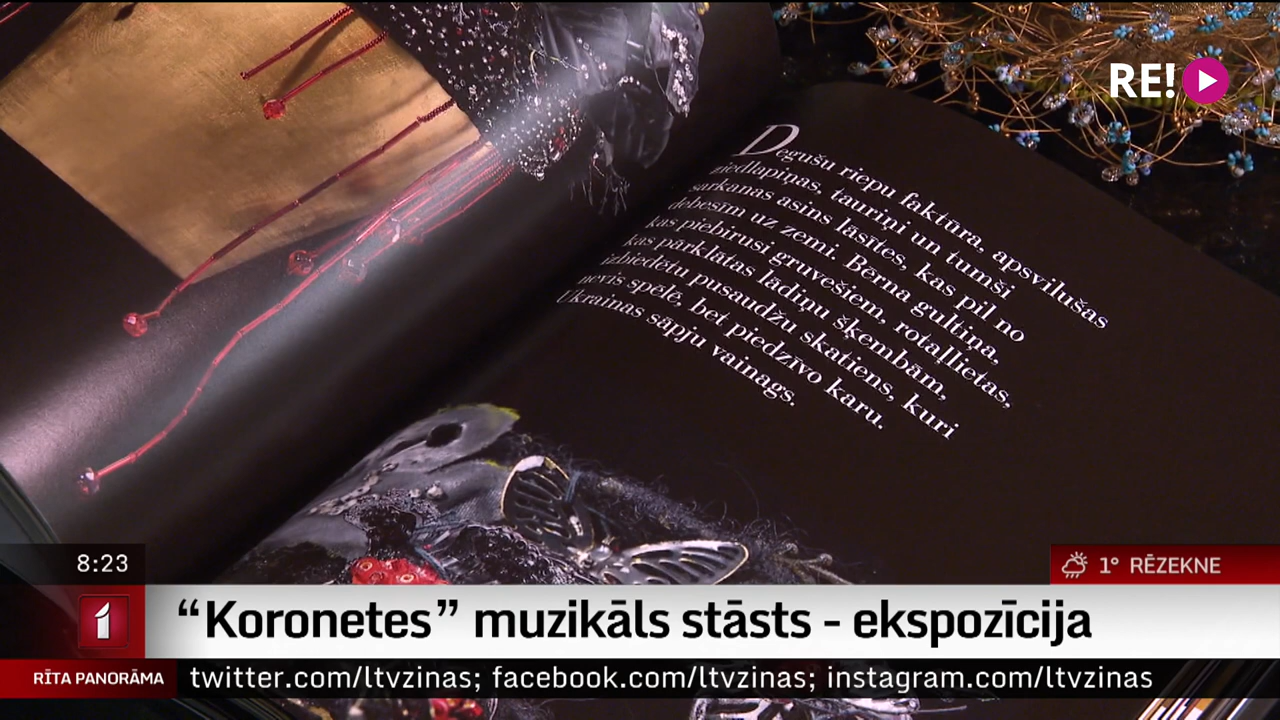 RE!
Degušu riepu faktūra, apsvilušas
ziedlapiņas, tauriņi un tumši
sarkanas asins lāsītes, kas pil no
debesīm uz zemi. Bērna gultiņa,
kas piebirusi gruvešiem, rotaļlietas,
kas pārklātas lādiņu šķembām,
izbiedētu pusaudžu skatiens, kuri
nevis spēlē, bet piedzīvo karu.
Ukrainas sāpju vainags.
8:23
1° RĒZEKNE
1
“Koronetes” muzikāls stāsts - ekspozīcija
RĪTA PANORĀMA
twitter.com/ltvzinas; facebook.com/ltvzinas; instagram.com/ltvzinas